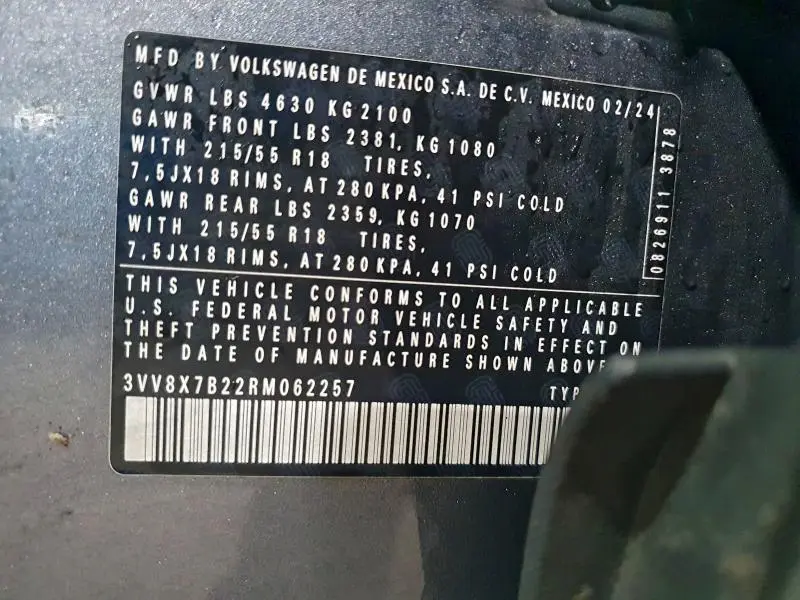 MFD BY VOLKSWAGEN DE MEXICO S.A. DE C.V. MEXICO 02/24
GVWR LBS 4630 KG 2100
GAWR FRONT LBS 2381, KG 1080
WITH 215/55 R18 TIRES,
7,5JX18 RIMS, AT 280 KPA, 41 PSI COLD
GAWR REAR LBS 2359, KG 1070
WITH 215/55 R18 TIRES,
7,5JX18 RIMS, AT 280 KPA, 41 PSI COLD
0826911 3878
THIS VEHICLE CONFORMS TO ALL APPLICABLE
U.S. FEDERAL MOTOR VEHICLE SAFETY AND
THEFT PREVENTION STANDARDS IN EFFECT ON
THE DATE OF MANUFACTURE SHOWN ABOVE.
3VV8X7B22RM062257 TYP